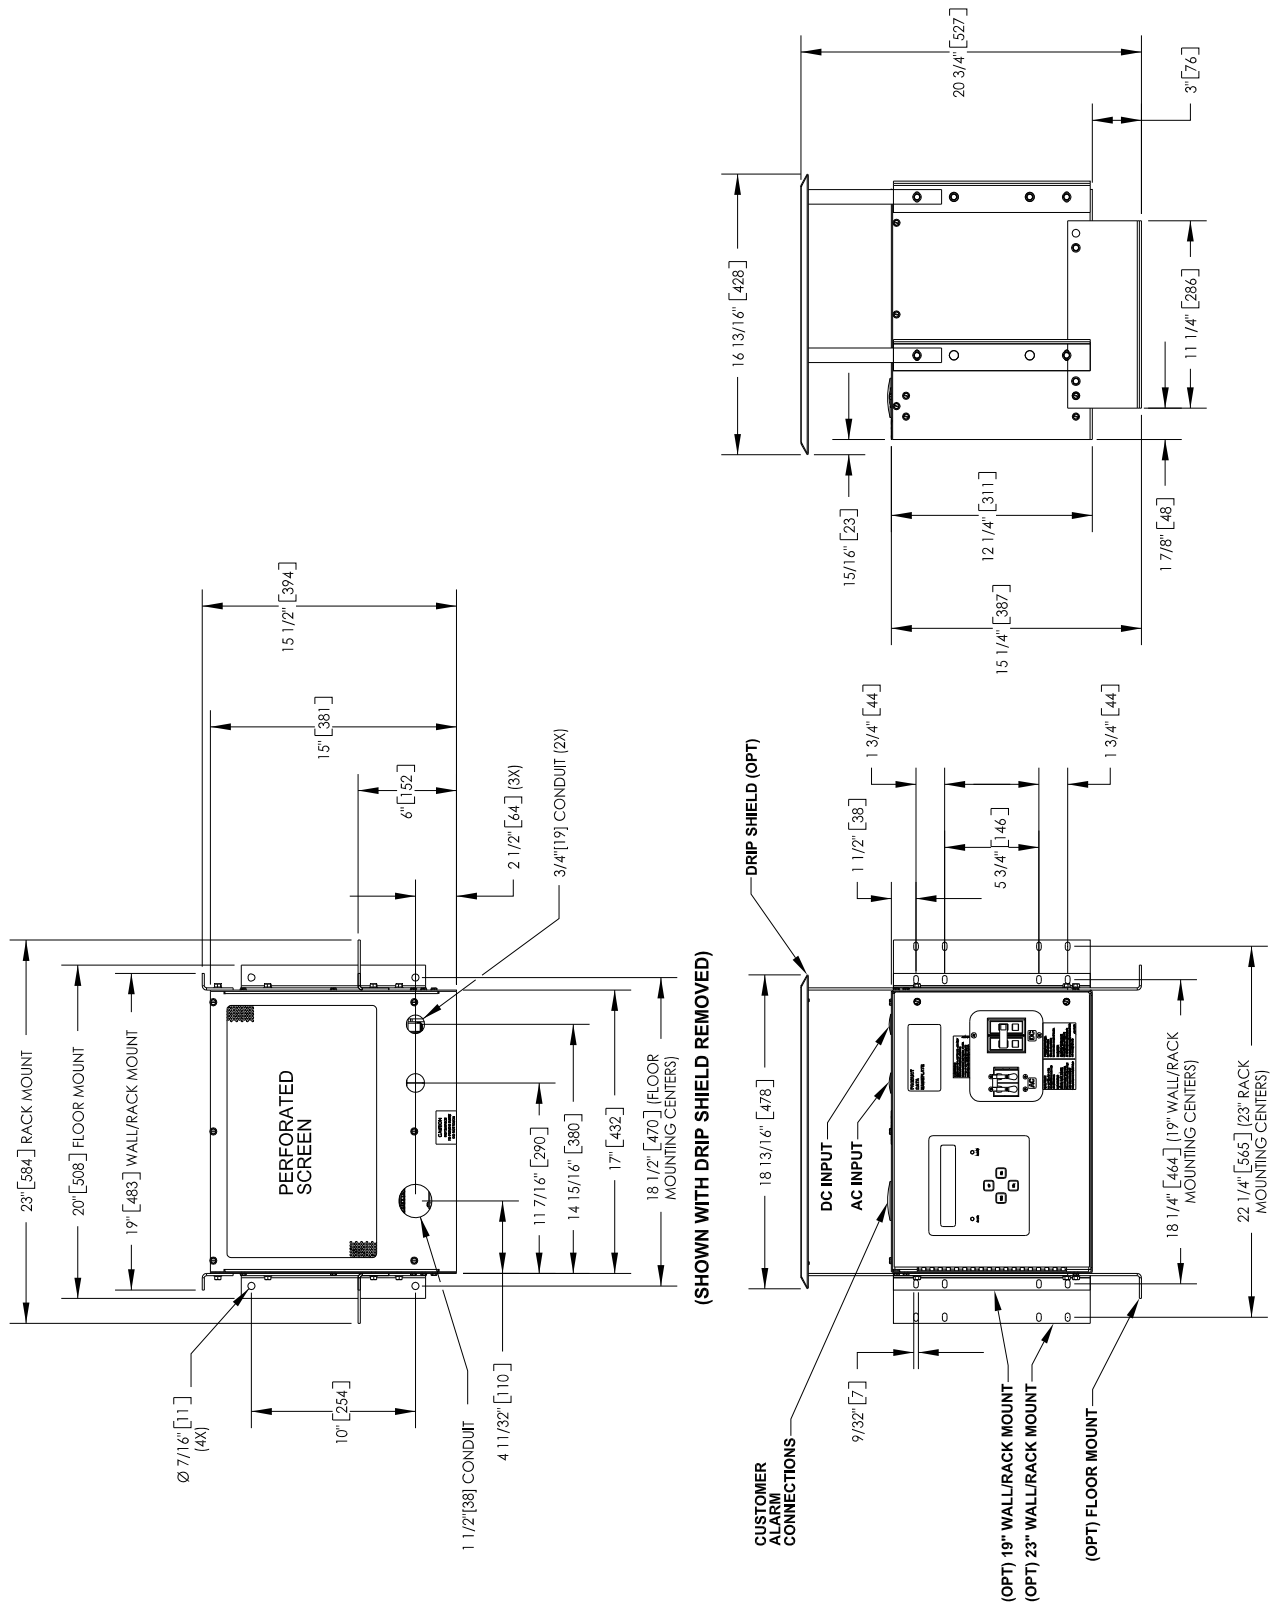 23" [584] RACK MOUNT
20" [508] FLOOR MOUNT
19" [483] WALL/RACK MOUNT
Ø 7/16" [11]
(4X)
10" [254]
1 1/2"[38] CONDUIT
4 11/32" [110]
PERFORATED
SCREEN
CAUTION
11 7/16" [290]
14 15/16" [380]
17" [432]
18 1/2" [470] (FLOOR
MOUNTING CENTERS)
15 1/2" [394]
15" [381]
6" [152]
2 1/2" [64] (3X)
3/4"[19] CONDUIT (2X)
(SHOWN WITH DRIP SHIELD REMOVED)
DRIP SHIELD (OPT)
18 13/16" [478]
DC INPUT
AC INPUT
CUSTOMER
ALARM
CONNECTIONS
9/32" [7]
(OPT) 19" WALL/RACK MOUNT
(OPT) 23" WALL/RACK MOUNT
(OPT) FLOOR MOUNT
AC
DC
1 3/4" [44]
1 1/2" [38]
5 3/4" [146]
1 3/4" [44]
18 1/4" [464] (19" WALL/RACK
MOUNTING CENTERS)
22 1/4" [565] (23" RACK
MOUNTING CENTERS)
16 13/16" [428]
20 3/4" [527]
3" [76]
11 1/4" [286]
15/16" [23]
12 1/4" [311]
1 7/8" [48]
15 1/4" [387]